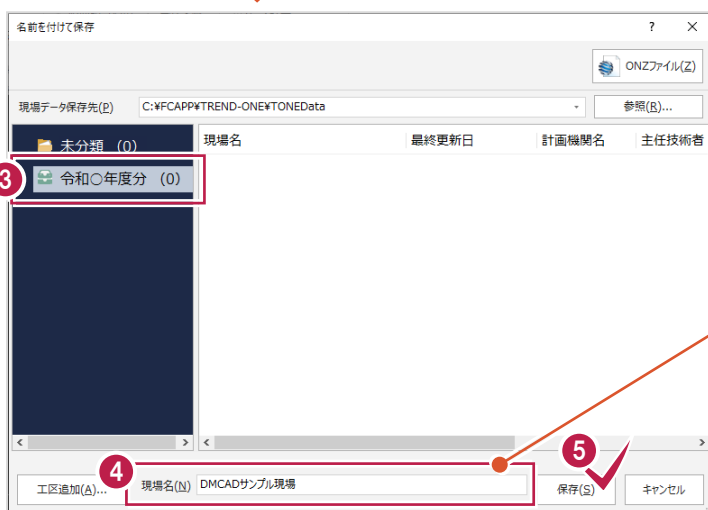 名前を付けて保存 ? ×
ONZファイル(Z)
現場データ保存先(P) C:¥FCAPP¥TREND-ONE¥TONEData 参照(R)...
未分類 (0) 現場名 最終更新日 計画機関名 主任技術者
3 令和○年度分 (0)
4 5
工区追加(A)... 現場名(N) DMCADサンプル現場 保存(S) キャンセル